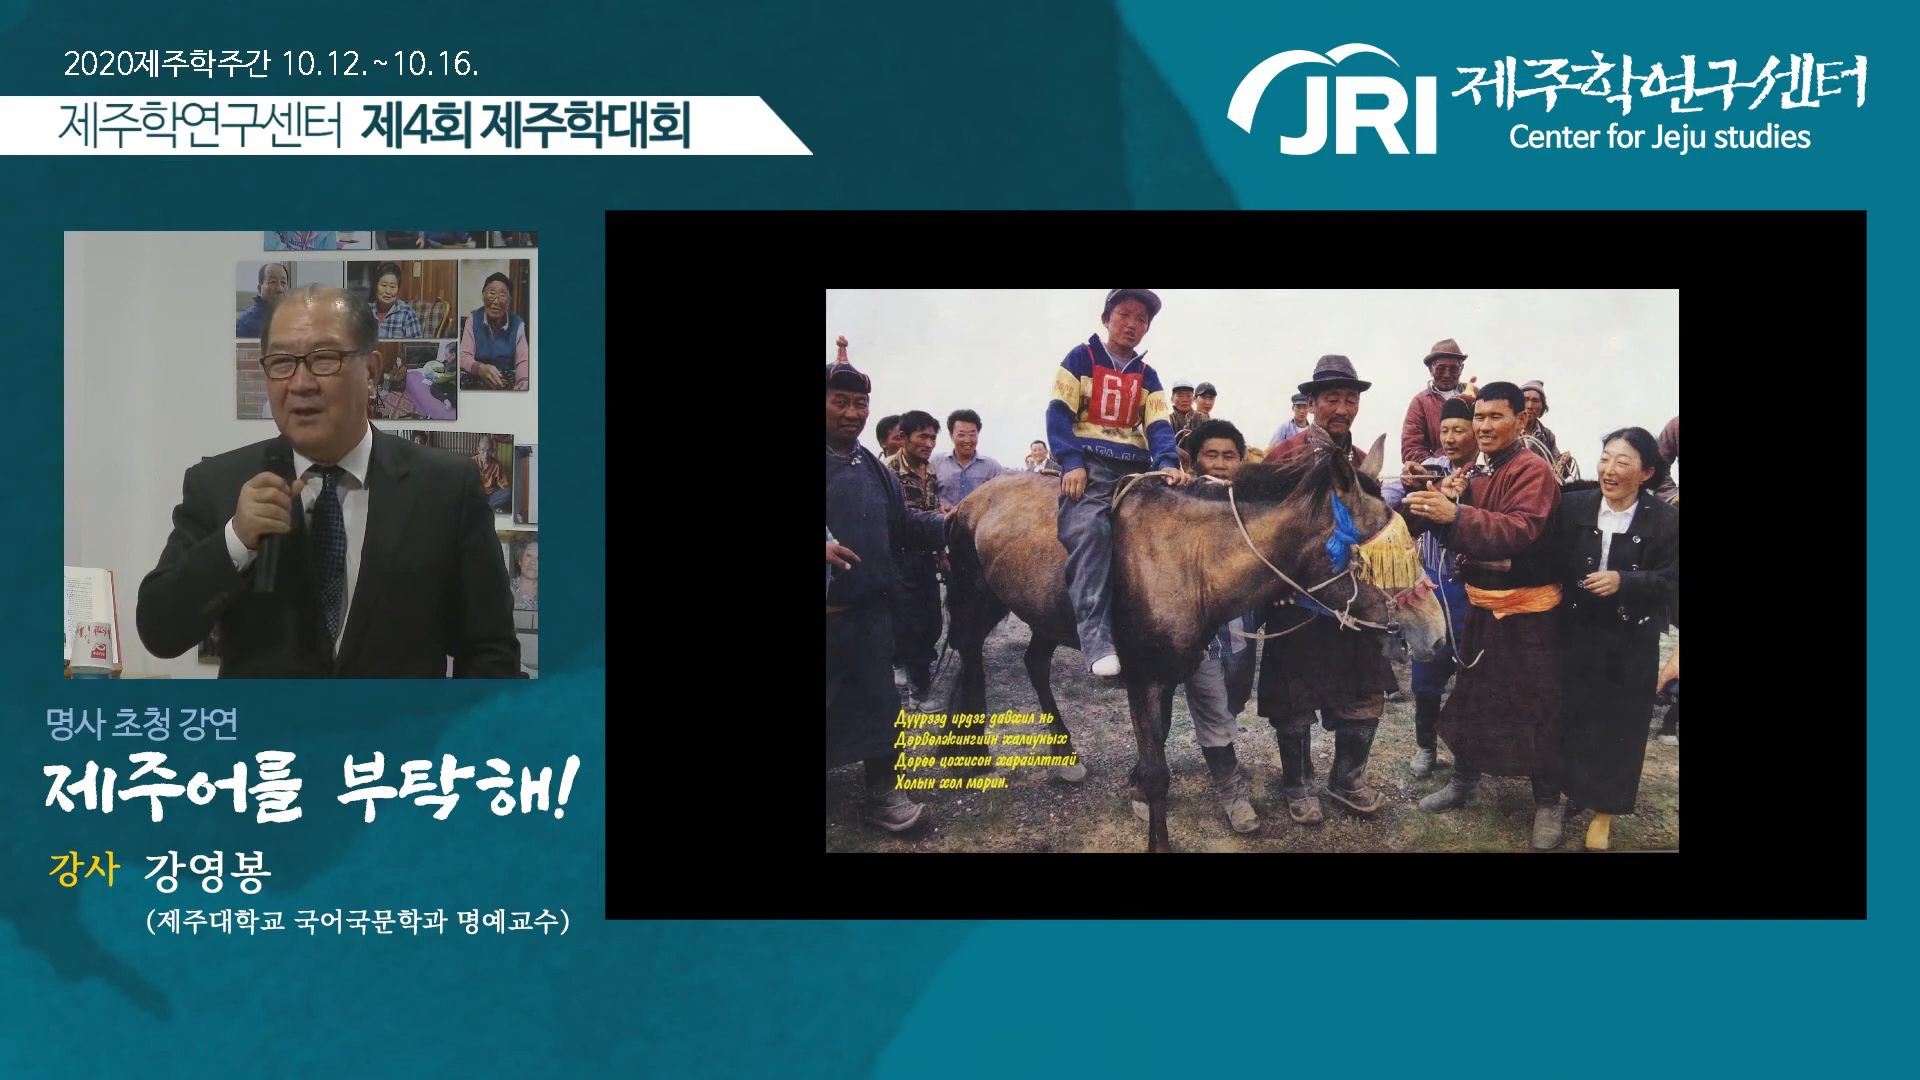 2020제주학주간 10.12.~10.16.
제주학연구센터 제4회 제주학대회
JRI 제주학연구센터
Center for Jeju studies
61
Дүүрээд ирдэг давхил нь
Дөрвөлжингийн халиуных
Дөрөө цохисон харайлттай
Холын хол морин.
명사 초청 강연
제주어를 부탁해!
강사 강영봉
(제주대학교 국어국문학과 명예교수)